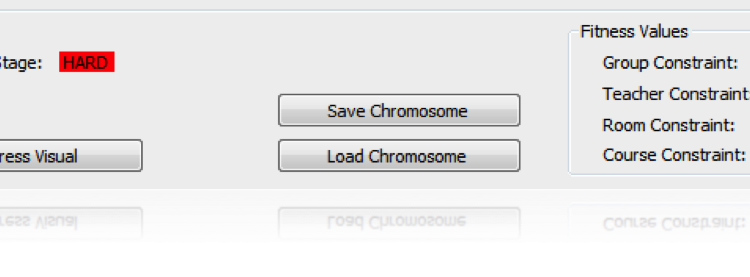 Fitness Values
Stage: HARD
Group Constraint:
Teacher Constraint
Save Chromosome
Room Constraint:
ress Visual
Load Chromosome
Course Constraint: